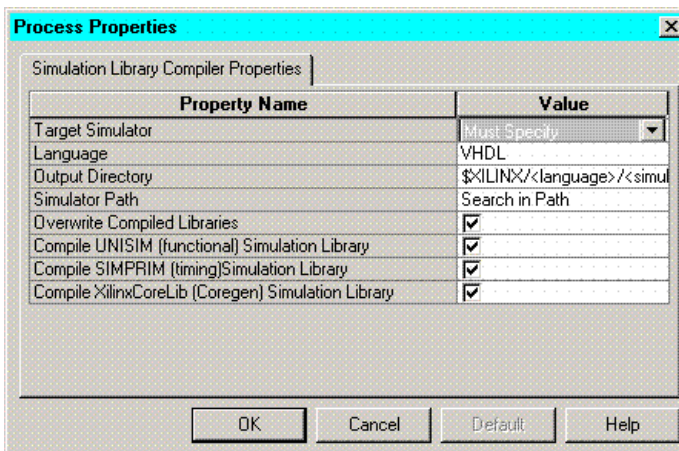 Process Properties
Simulation Library Compiler Properties
Property Name Value
Target Simulator Must Specify
Language VHDL
Output Directory $XILINX/<language>/<simul
Simulator Path Search in Path
Overwrite Compiled Libraries
Compile UNISIM (functional) Simulation Library
Compile SIMPRIM (timing)Simulation Library
Compile XilinxCoreLib (Coregen) Simulation Library
OK Cancel Default Help